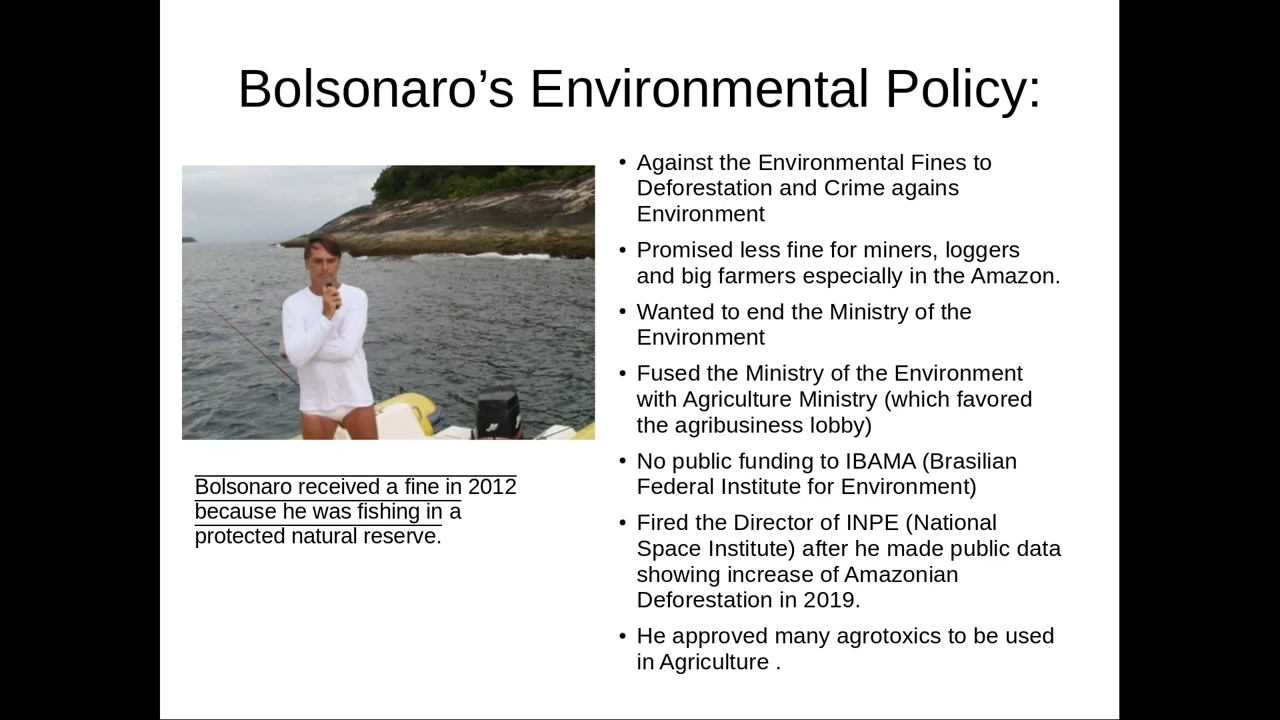 Bolsonaro’s Environmental Policy:
Bolsonaro received a fine in 2012
because he was fishing in a
protected natural reserve.
• Against the Environmental Fines to
Deforestation and Crime agains
Environment
• Promised less fine for miners, loggers
and big farmers especially in the Amazon.
• Wanted to end the Ministry of the
Environment
• Fused the Ministry of the Environment
with Agriculture Ministry (which favored
the agribusiness lobby)
• No public funding to IBAMA (Brasilian
Federal Institute for Environment)
• Fired the Director of INPE (National
Space Institute) after he made public data
showing increase of Amazonian
Deforestation in 2019.
• He approved many agrotoxics to be used
in Agriculture .